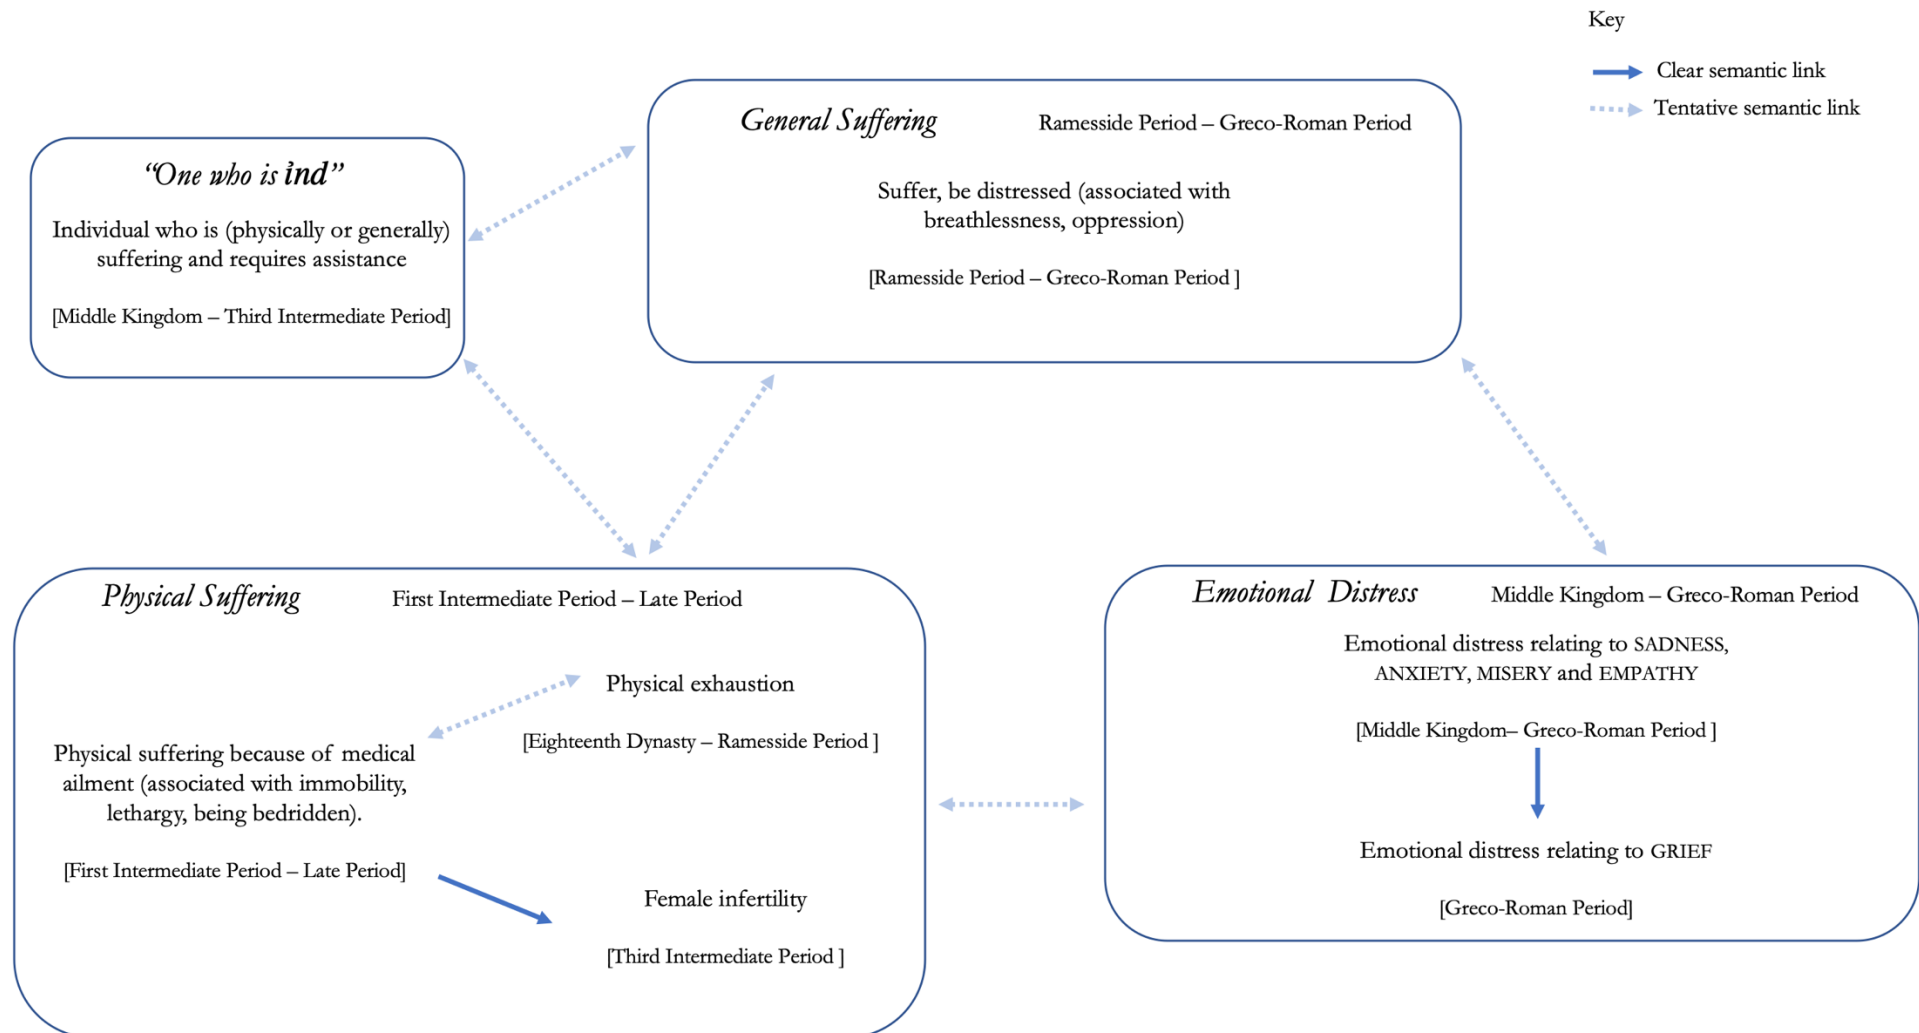 Key
Clear semantic link
Tentative semantic link
“One who is i͗nd”
Individual who is (physically or generally)
suffering and requires assistance
[Middle Kingdom – Third Intermediate Period]
General Suffering
Ramesside Period – Greco-Roman Period
Suffer, be distressed (associated with
breathlessness, oppression)
[Ramesside Period – Greco-Roman Period ]
Physical Suffering
First Intermediate Period – Late Period
Physical exhaustion
[Eighteenth Dynasty – Ramesside Period ]
Physical suffering because of medical
ailment (associated with immobility,
lethargy, being bedridden).
[First Intermediate Period – Late Period]
Female infertility
[Third Intermediate Period ]
Emotional Distress
Middle Kingdom – Greco-Roman Period
Emotional distress relating to SADNESS,
ANXIETY, MISERY and EMPATHY
[Middle Kingdom– Greco-Roman Period ]
Emotional distress relating to GRIEF
[Greco-Roman Period]